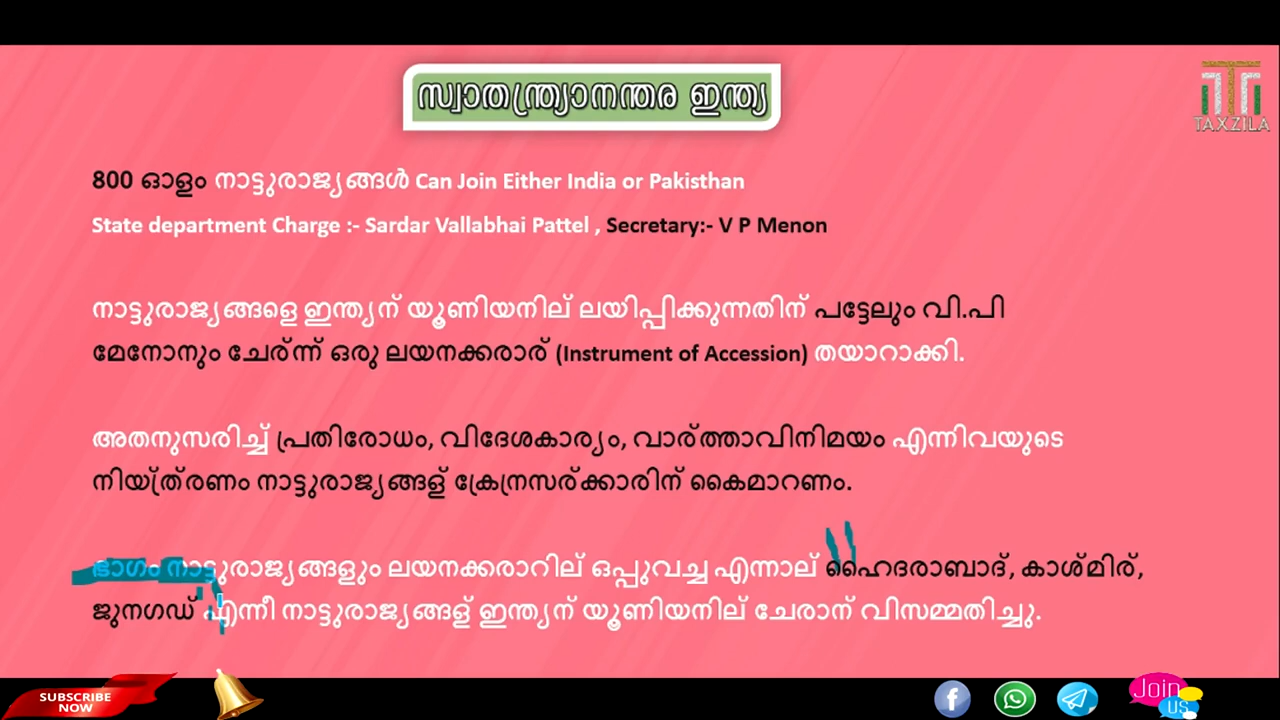 സ്വാതന്ത്ര്യാനന്തര ഇന്ത്യ
TAXZILA
800 ഓളം നാട്ടുരാജ്യങ്ങൾ Can Join Either India or Pakisthan
State department Charge :- Sardar Vallabhai Pattel , Secretary:- V P Menon
നാട്ടുരാജ്യങ്ങളെ ഇന്ത്യന് യൂണിയനില് ലയിപ്പിക്കുന്നതിന് പട്ടേലും വി.പി
മേനോനും ചേര്ന്ന് ഒരു ലയനക്കരാര് (Instrument of Accession) തയാറാക്കി.
അതനുസരിച്ച് പ്രതിരോധം, വിദേശകാര്യം, വാര്ത്താവിനിമയം എന്നിവയുടെ
നിയ്ത്ര്രണം നാട്ടുരാജ്യങ്ങള് ക്രേന്രസര്ക്കാരിന് കൈമാറണം.
ഭാഗം നാട്ടുരാജ്യങ്ങളും ലയനക്കരാറില് ഒപ്പുവച്ച എന്നാല് ഹൈദരാബാദ്, കാശ്മിര്,
ജുനഗഡ് എന്നീ നാട്ടുരാജ്യങ്ങള് ഇന്ത്യന് യൂണിയനില് ചേരാന് വിസമ്മതിച്ചു.
SUBSCRIBE
NOW
Join
us